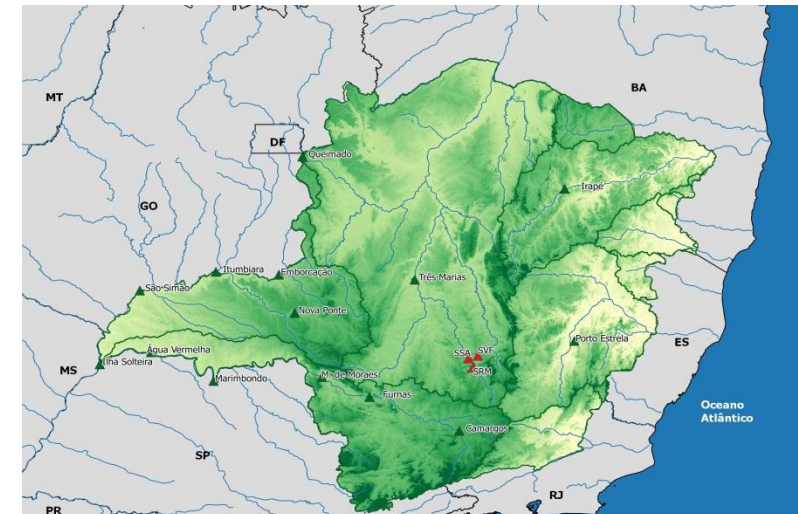 BA
MT
DF
Queimado
Irapé
GO
Itumbiara
Emborcação
Três Marias
São Simão
Nova Ponte
Porto Estrela
ES
SSA
SVF
SRM
Água Vermelha
Ilha Solteira
MS
Marimbondo
M. de Moraes
Furnas
Oceano
Atlântico
Camargos
SP
RJ
PR